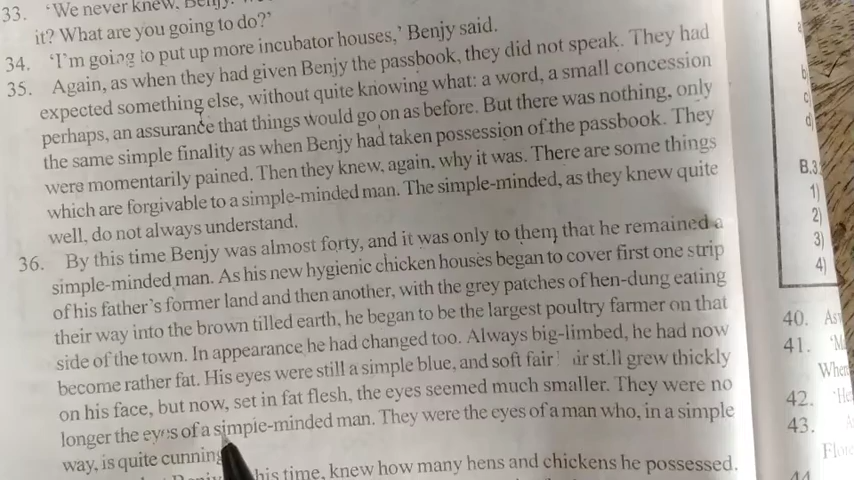 33. ‘We never knew, Benjy.
it? What are you going to do?’
34. ‘I'm going to put up more incubator houses,’ Benjy said.
35. Again, as when they had given Benjy the passbook, they did not speak. They had
expected something else, without quite knowing what: a word, a small concession
perhaps, an assurance that things would go on as before. But there was nothing, only
the same simple finality as when Benjy had taken possession of the passbook. They
were momentarily pained. Then they knew, again, why it was. There are some things
which are forgivable to a simple-minded man. The simple-minded, as they knew quite
well, do not always understand.
36. By this time Benjy was almost forty, and it was only to them that he remained a
simple-minded man. As his new hygienic chicken houses began to cover first one strip
of his father's former land and then another, with the grey patches of hen-dung eating
their way into the brown tilled earth, he began to be the largest poultry farmer on that
side of the town. In appearance he had changed too. Always big-limbed, he had now
become rather fat. His eyes were still a simple blue, and soft fair hair still grew thickly
on his face, but now, set in fat flesh, the eyes seemed much smaller. They were no
longer the eyes of a simple-minded man. They were the eyes of a man who, in a simple
way, is quite cunning
his time, knew how many hens and chickens he possessed.
a
b
c)
d)
B.3.
1)
2)
3)
4)
40. As
41.
42. ‘He
43.
44